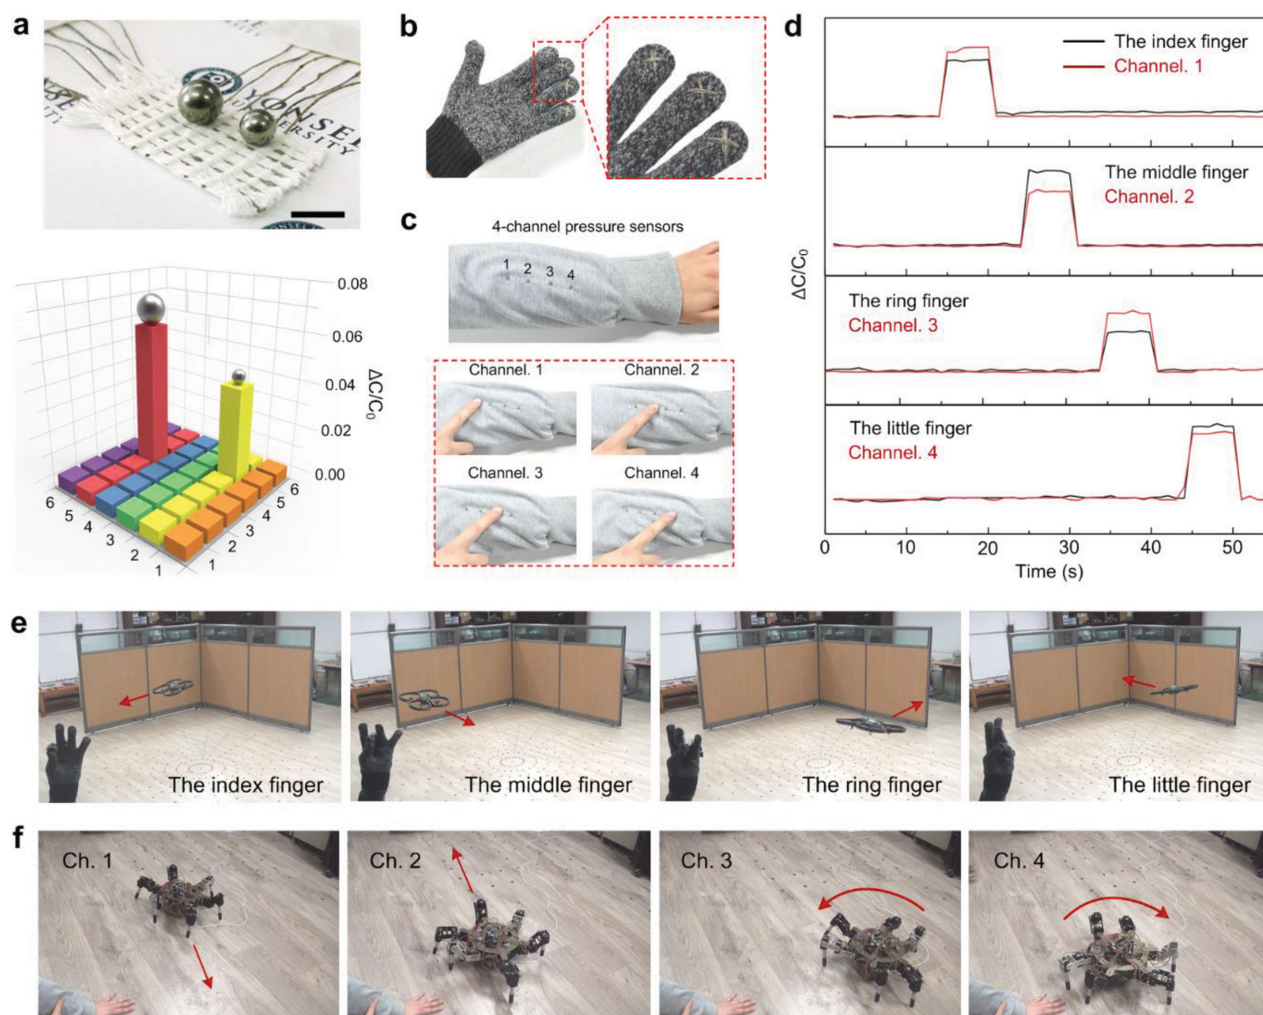 a
YONSEI
UNIVERSITY
0.08
0.06
0.04
0.02
0.00
ΔC/C0
6
5
4
3
2
1
1
2
3
4
5
6
b
c
4-channel pressure sensors
1 2 3 4
Channel. 1
Channel. 2
Channel. 3
Channel. 4
d
The index finger
Channel. 1
The middle finger
Channel. 2
The ring finger
Channel. 3
The little finger
Channel. 4
ΔC/C0
0 10 20 30 40 50
Time (s)
e
The index finger
The middle finger
The ring finger
The little finger
f
Ch. 1
Ch. 2
Ch. 3
Ch. 4